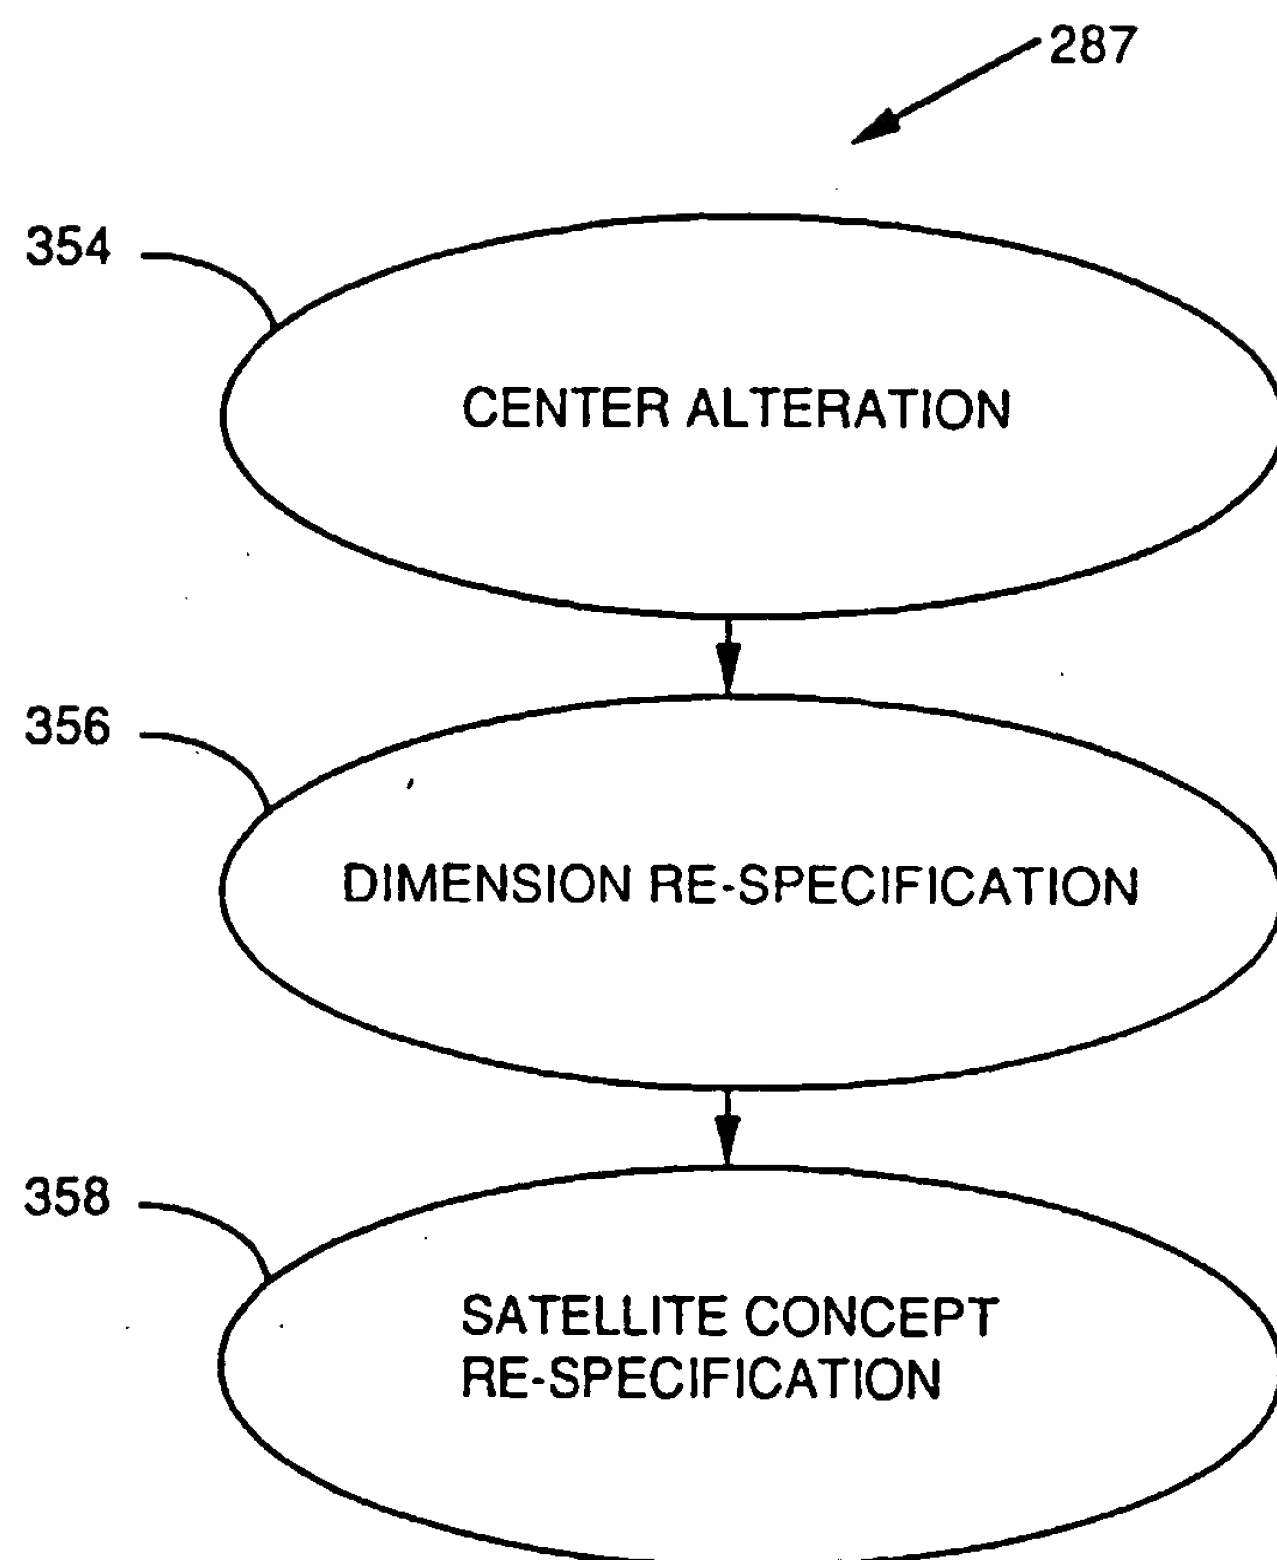 287
354
CENTER ALTERATION
356
DIMENSION RE-SPECIFICATION
358
SATELLITE CONCEPT
RE-SPECIFICATION